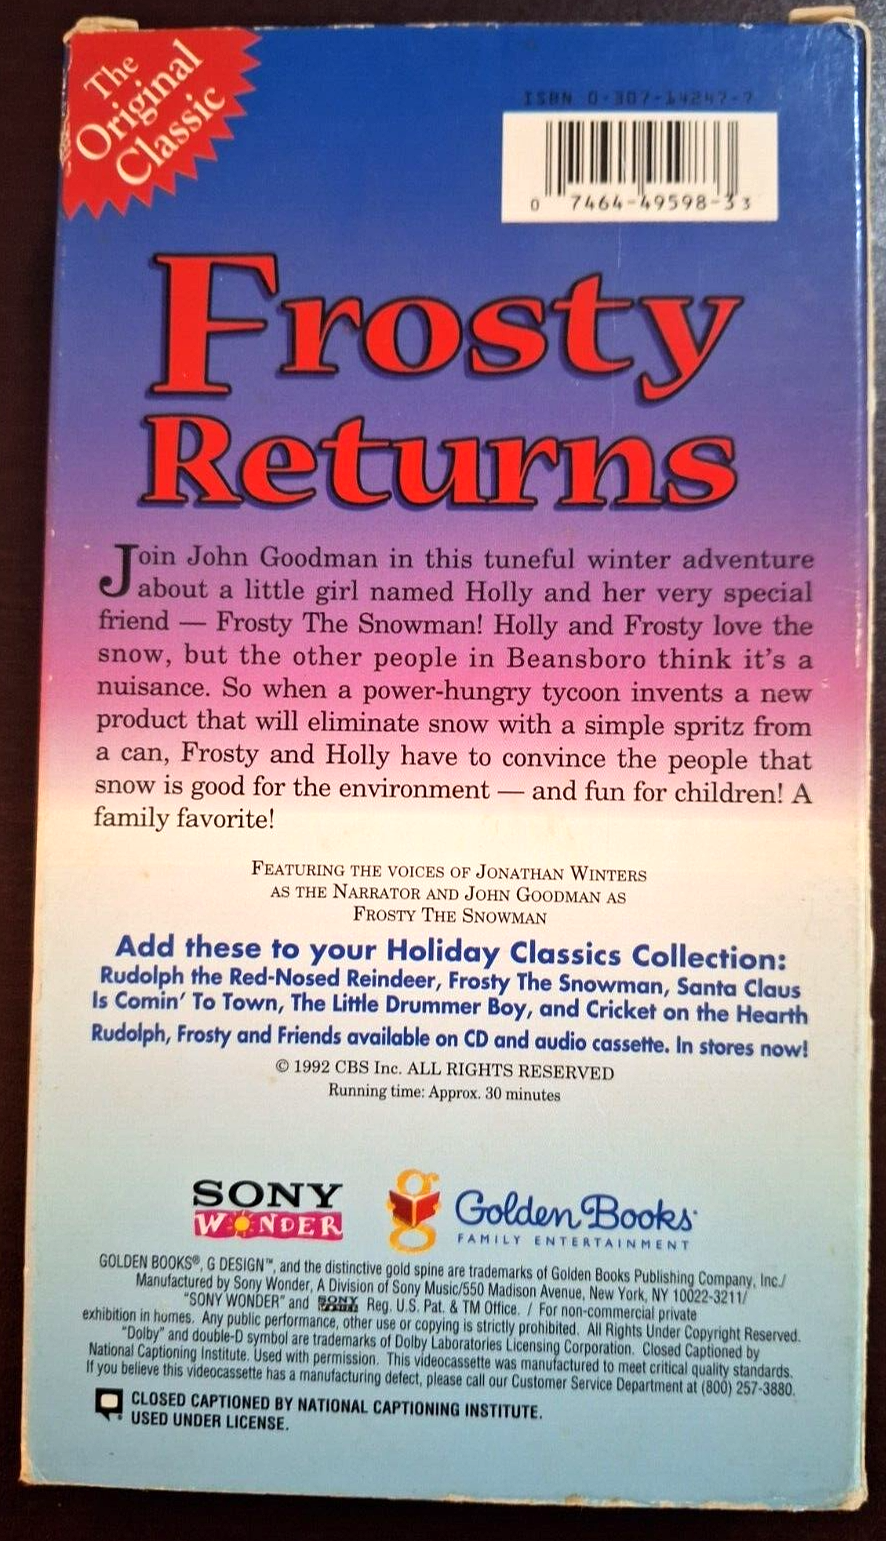 The
Original
Classic
ISBN 0-307-14247-7
0 7464-49598-3 3
Frosty
Returns
Join John Goodman in this tuneful winter adventure
about a little girl named Holly and her very special
friend — Frosty The Snowman! Holly and Frosty love the
snow, but the other people in Beansboro think it's a
nuisance. So when a power-hungry tycoon invents a new
product that will eliminate snow with a simple spritz from
a can, Frosty and Holly have to convince the people that
snow is good for the environment — and fun for children! A
family favorite!
FEATURING THE VOICES OF JONATHAN WINTERS
AS THE NARRATOR AND JOHN GOODMAN AS
FROSTY THE SNOWMAN
Add these to your Holiday Classics Collection:
Rudolph the Red-Nosed Reindeer, Frosty The Snowman, Santa Claus
Is Comin' To Town, The Little Drummer Boy, and Cricket on the Hearth
Rudolph, Frosty and Friends available on CD and audio cassette. In stores now!
© 1992 CBS Inc. ALL RIGHTS RESERVED
Running time: Approx. 30 minutes
SONY
WONDER
g
Golden Books
FAMILY ENTERTAINMENT
GOLDEN BOOKS®, G DESIGN™, and the distinctive gold spine are trademarks of Golden Books Publishing Company, Inc./
Manufactured by Sony Wonder, A Division of Sony Music/550 Madison Avenue, New York, NY 10022-3211/
"SONY WONDER" and SONY WONDER Reg. U.S. Pat. & TM Office. / For non-commercial private
exhibition in homes. Any public performance, other use or copying is strictly prohibited. All Rights Under Copyright Reserved.
"Dolby" and double-D symbol are trademarks of Dolby Laboratories Licensing Corporation. Closed Captioned by
National Captioning Institute. Used with permission. This videocassette was manufactured to meet critical quality standards.
If you believe this videocassette has a manufacturing defect, please call our Customer Service Department at (800) 257-3880.
CLOSED CAPTIONED BY NATIONAL CAPTIONING INSTITUTE.
USED UNDER LICENSE.